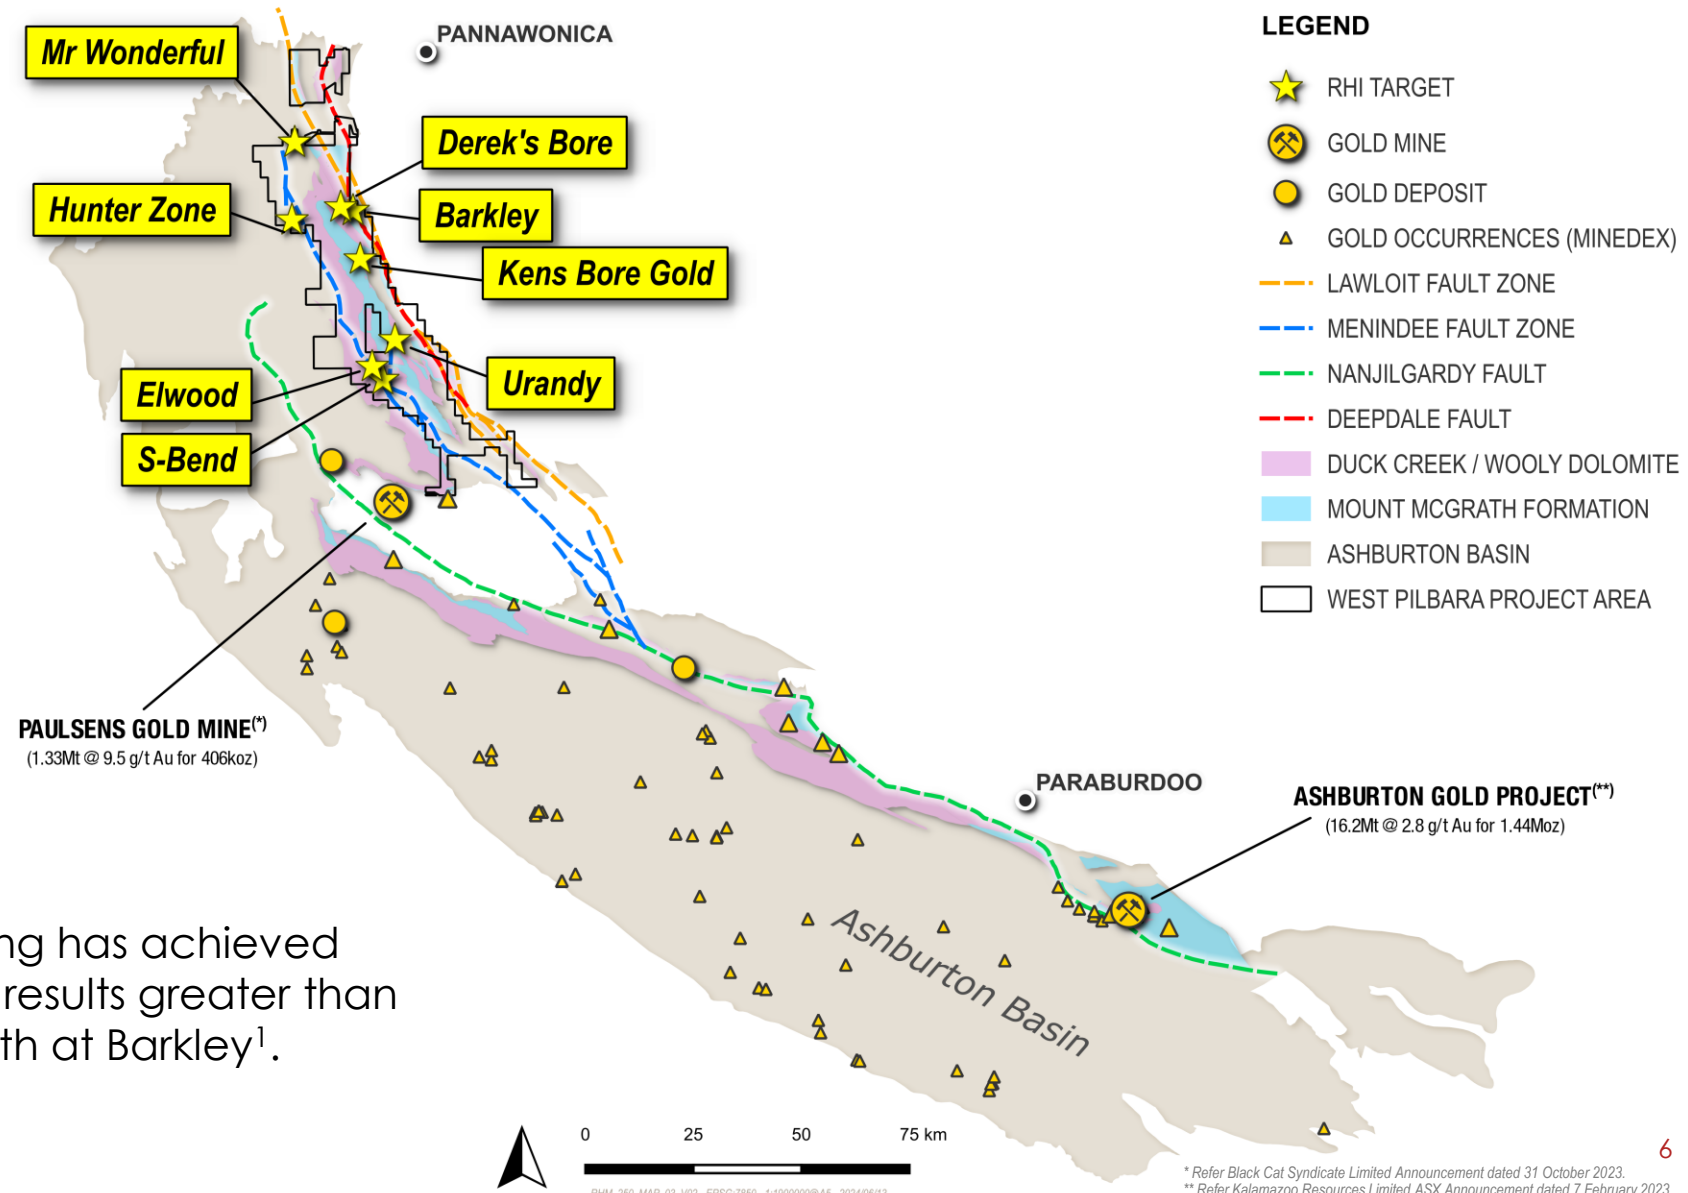 Mr Wonderful
PANNAWONICA
Derek's Bore
Hunter Zone
Barkley
Kens Bore Gold
Elwood
Urandy
S-Bend
LEGEND
RHI TARGET
GOLD MINE
GOLD DEPOSIT
GOLD OCCURRENCES (MINEDEX)
LAWLOIT FAULT ZONE
MENINDEE FAULT ZONE
NANJILGARDY FAULT
DEEPDALE FAULT
DUCK CREEK / WOOLY DOLOMITE
MOUNT MCGRATH FORMATION
ASHBURTON BASIN
WEST PILBARA PROJECT AREA
PAULSENS GOLD MINE(*)
(1.33Mt @ 9.5 g/t Au for 406koz)
PARABURDOO
ASHBURTON GOLD PROJECT(**)
(16.2Mt @ 2.8 g/t Au for 1.44Moz)
Ashburton Basin
ng has achieved
results greater than
th at Barkley1.
0 25 50 75 km
6
* Refer Black Cat Syndicate Limited Announcement dated 31 October 2023.
** Refer Kalamazoo Resources Limited ASX Announcement dated 7 February 2023